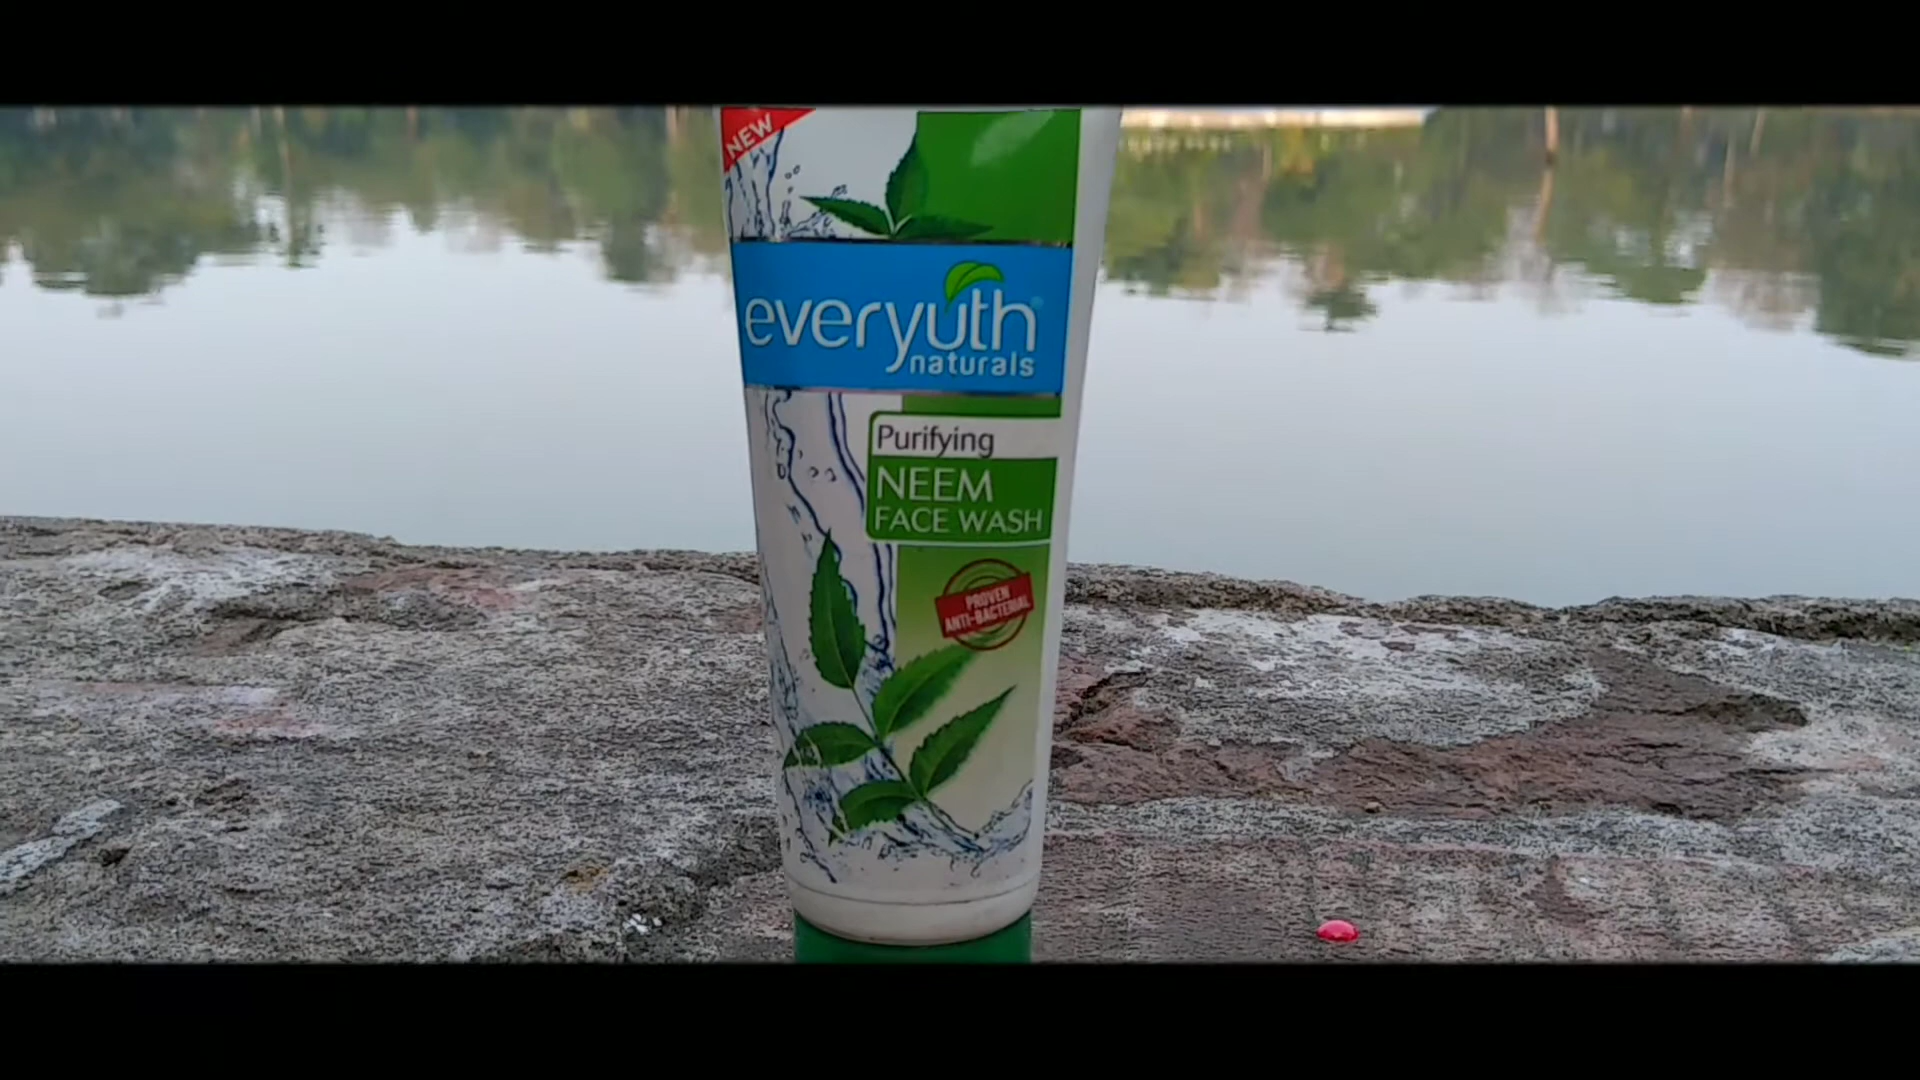 NEW
everyuth
naturals
Purifying
NEEM
FACE WASH
PROVEN
ANTI-BACTERIAL